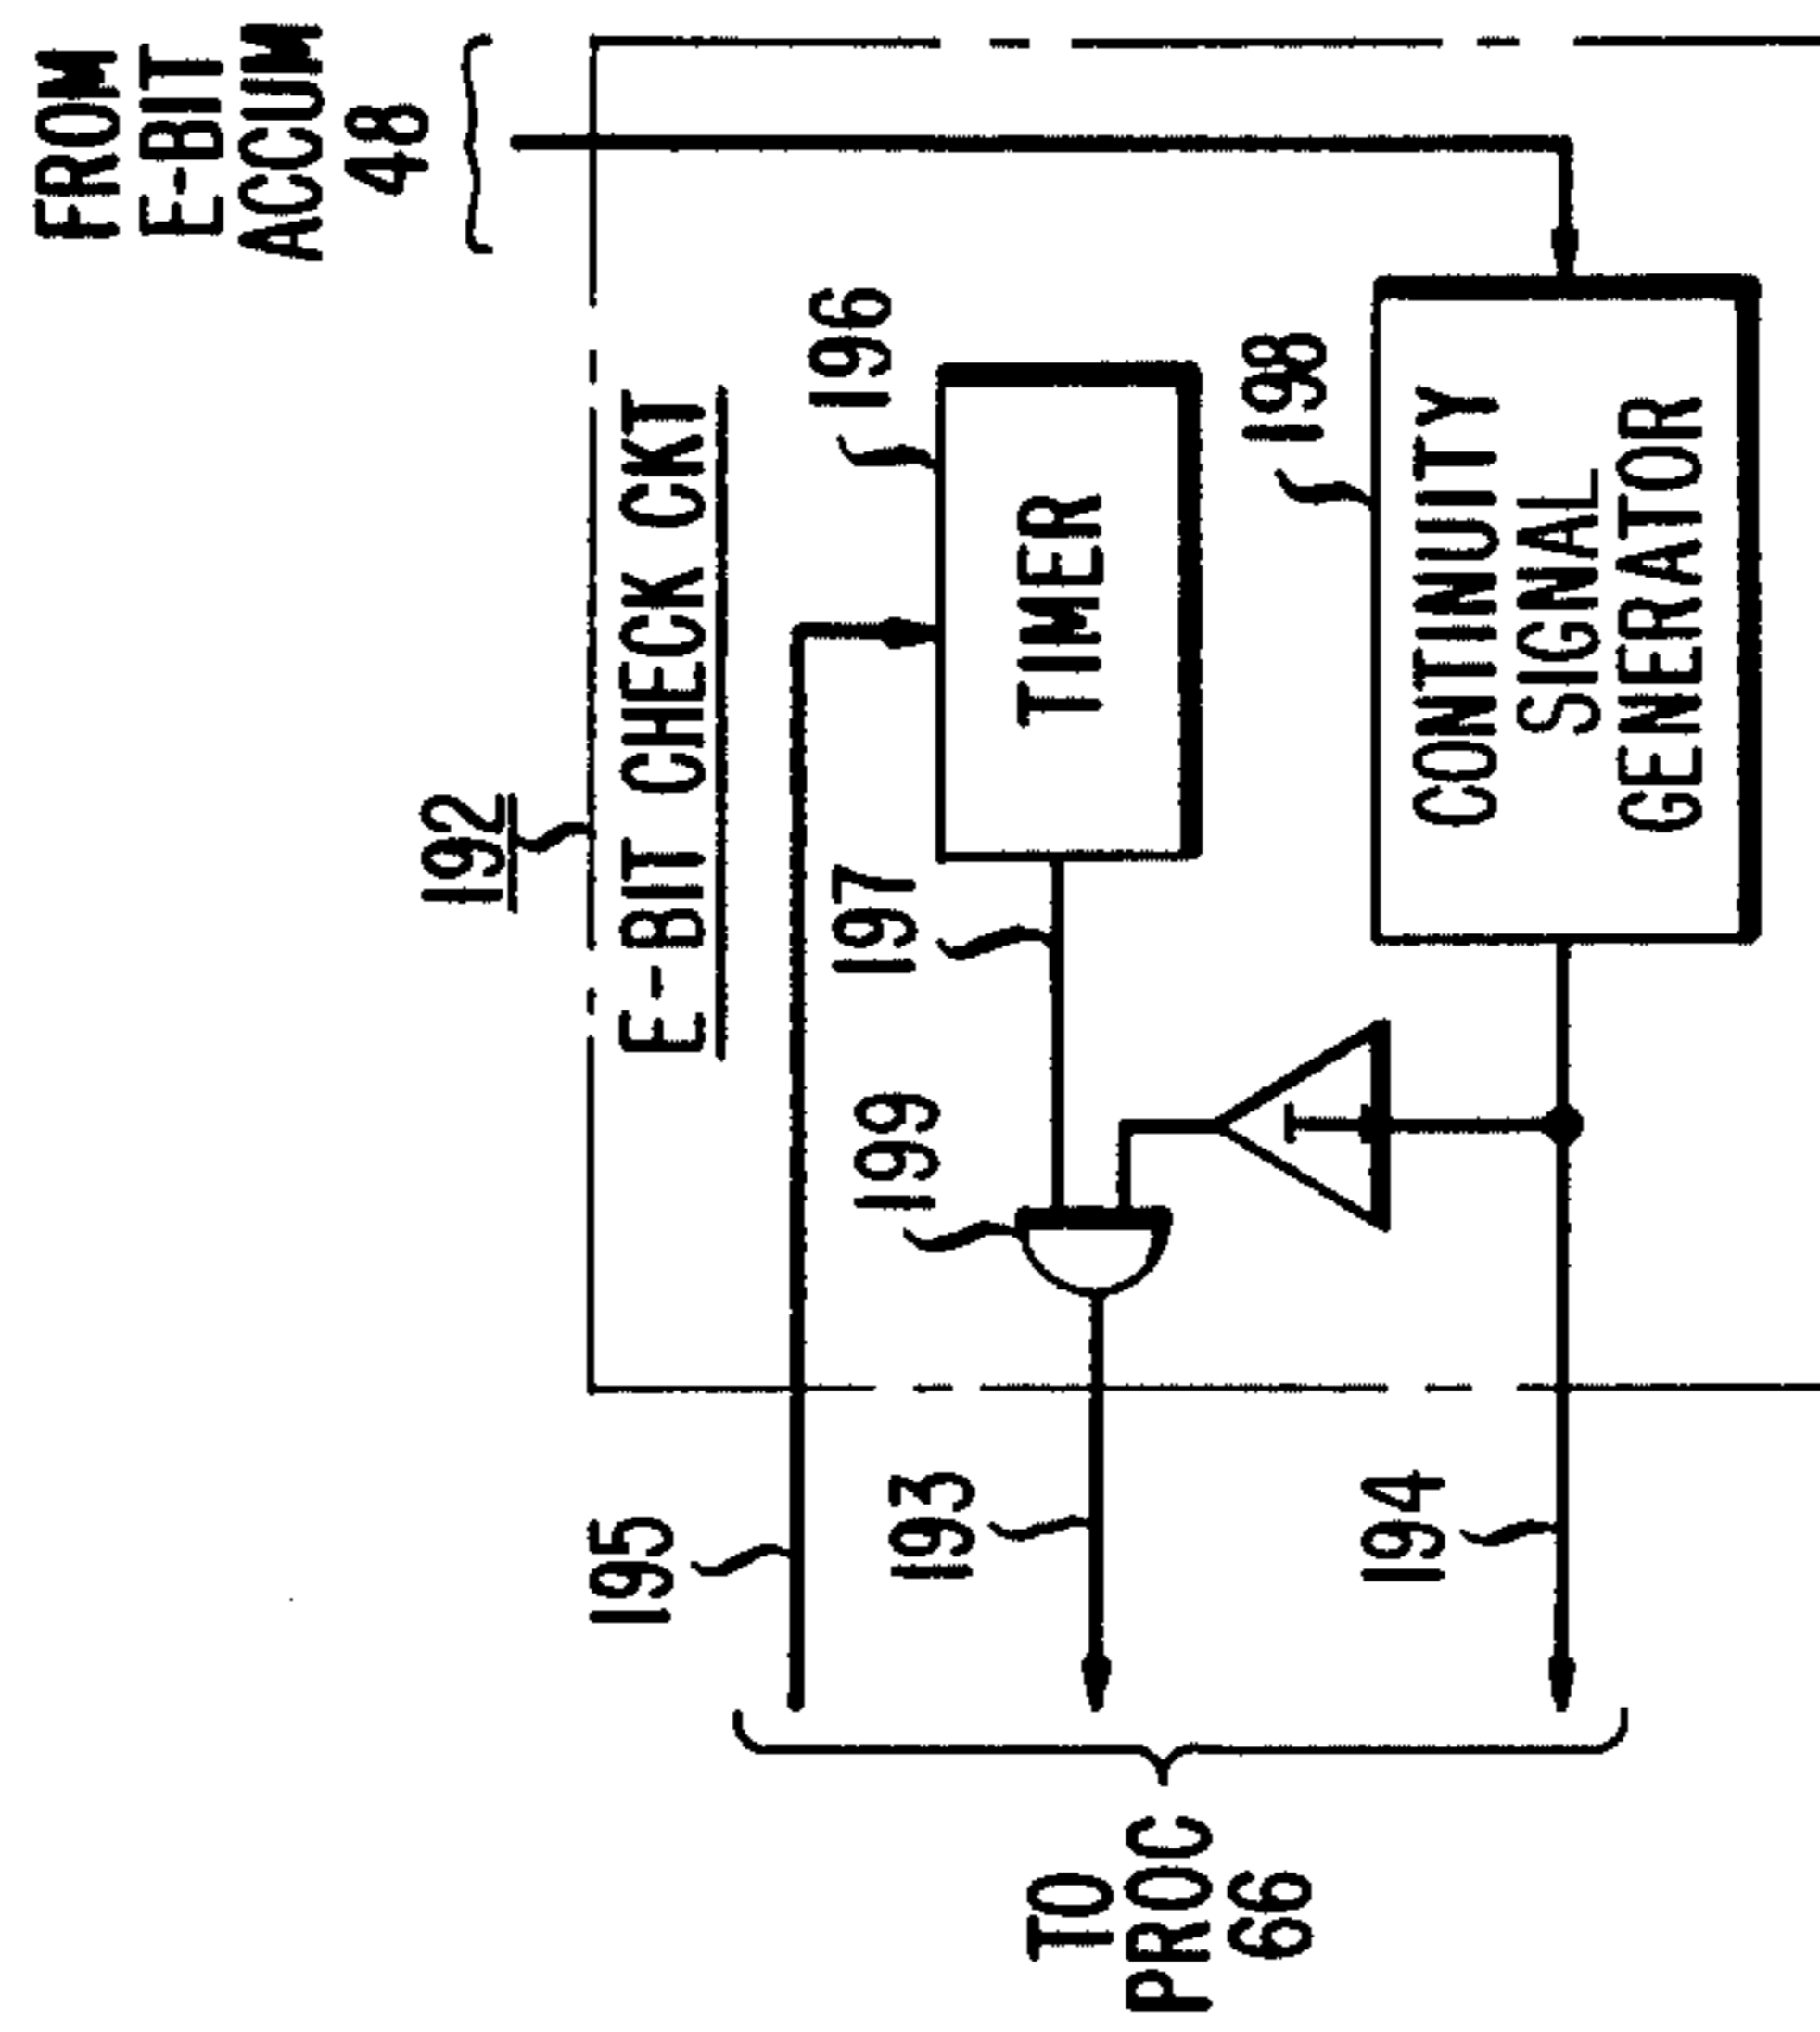 FROM
E-BIT
ACCUM
48
192
195
E-BIT CHECK CKT
196
197
199
193
TIMER
TO
PROC
66
198
194
I
CONTINUITY
SIGNAL
GENERATOR